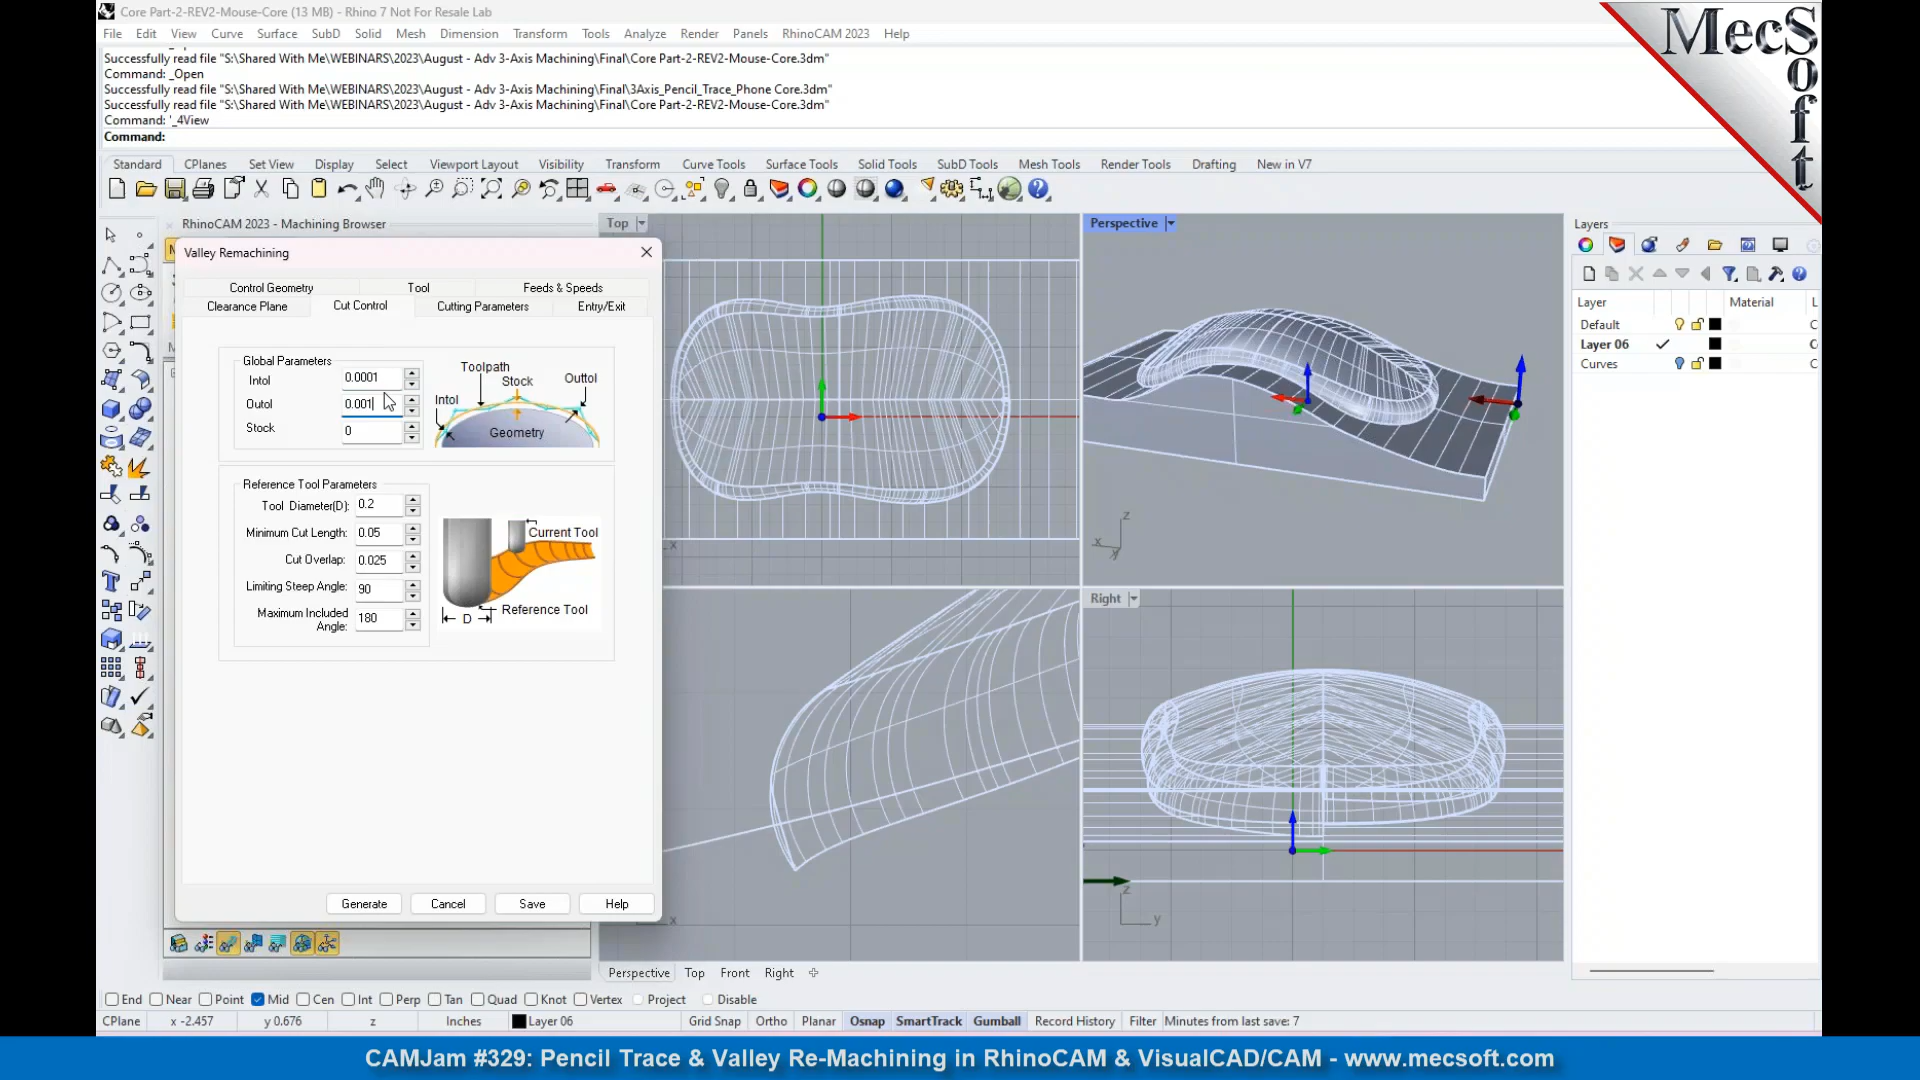 Core Part-2-REV2-Mouse-Core (13 MB) - Rhino 7 Not For Resale Lab
File Edit View Curve Surface SubD Solid Mesh Dimension Transform Tools Analyze Render Panels RhinoCAM 2023 Help
Successfully read file "S:\Shared With Me\WEBINARS\2023\August - Adv 3-Axis Machining\Final\Core Part-2-REV2-Mouse-Core.3dm"
Command: _Open
Successfully read file "S:\Shared With Me\WEBINARS\2023\August - Adv 3-Axis Machining\Final\3Axis_Pencil_Trace_Phone Core.3dm"
Successfully read file "S:\Shared With Me\WEBINARS\2023\August - Adv 3-Axis Machining\Final\Core Part-2-REV2-Mouse-Core.3dm"
Command: '_4View
Command:
MecSoft
Standard CPlanes Set View Display Select Viewport Layout Visibility Transform Curve Tools Surface Tools Solid Tools SubD Tools Mesh Tools Render Tools Drafting New in V7
RhinoCAM 2023 - Machining Browser
Top
Perspective
Layers
Valley Remachining
Control Geometry Tool Feeds & Speeds
Clearance Plane Cut Control Cutting Parameters Entry/Exit
Global Parameters
Intol 0.0001
Outol 0.001
Stock 0
Toolpath
Stock
Outtol
Intol
Geometry
Reference Tool Parameters
Tool Diameter(D): 0.2
Minimum Cut Length: 0.05
Cut Overlap: 0.025
Limiting Steep Angle: 90
Maximum Included Angle: 180
Current Tool
Reference Tool
D
Generate Cancel Save Help
Layer Material L
Default C
Layer 06 C
Curves C
x
z
x
y
Right
x
z
y
Perspective Top Front Right
End Near Point Mid Cen Int Perp Tan Quad Knot Vertex Project Disable
CPlane x -2.457 y 0.676 z Inches Layer 06 Grid Snap Ortho Planar Osnap SmartTrack Gumball Record History Filter Minutes from last save: 7
CAMJam #329: Pencil Trace & Valley Re-Machining in RhinoCAM & VisualCAD/CAM - www.mecsoft.com